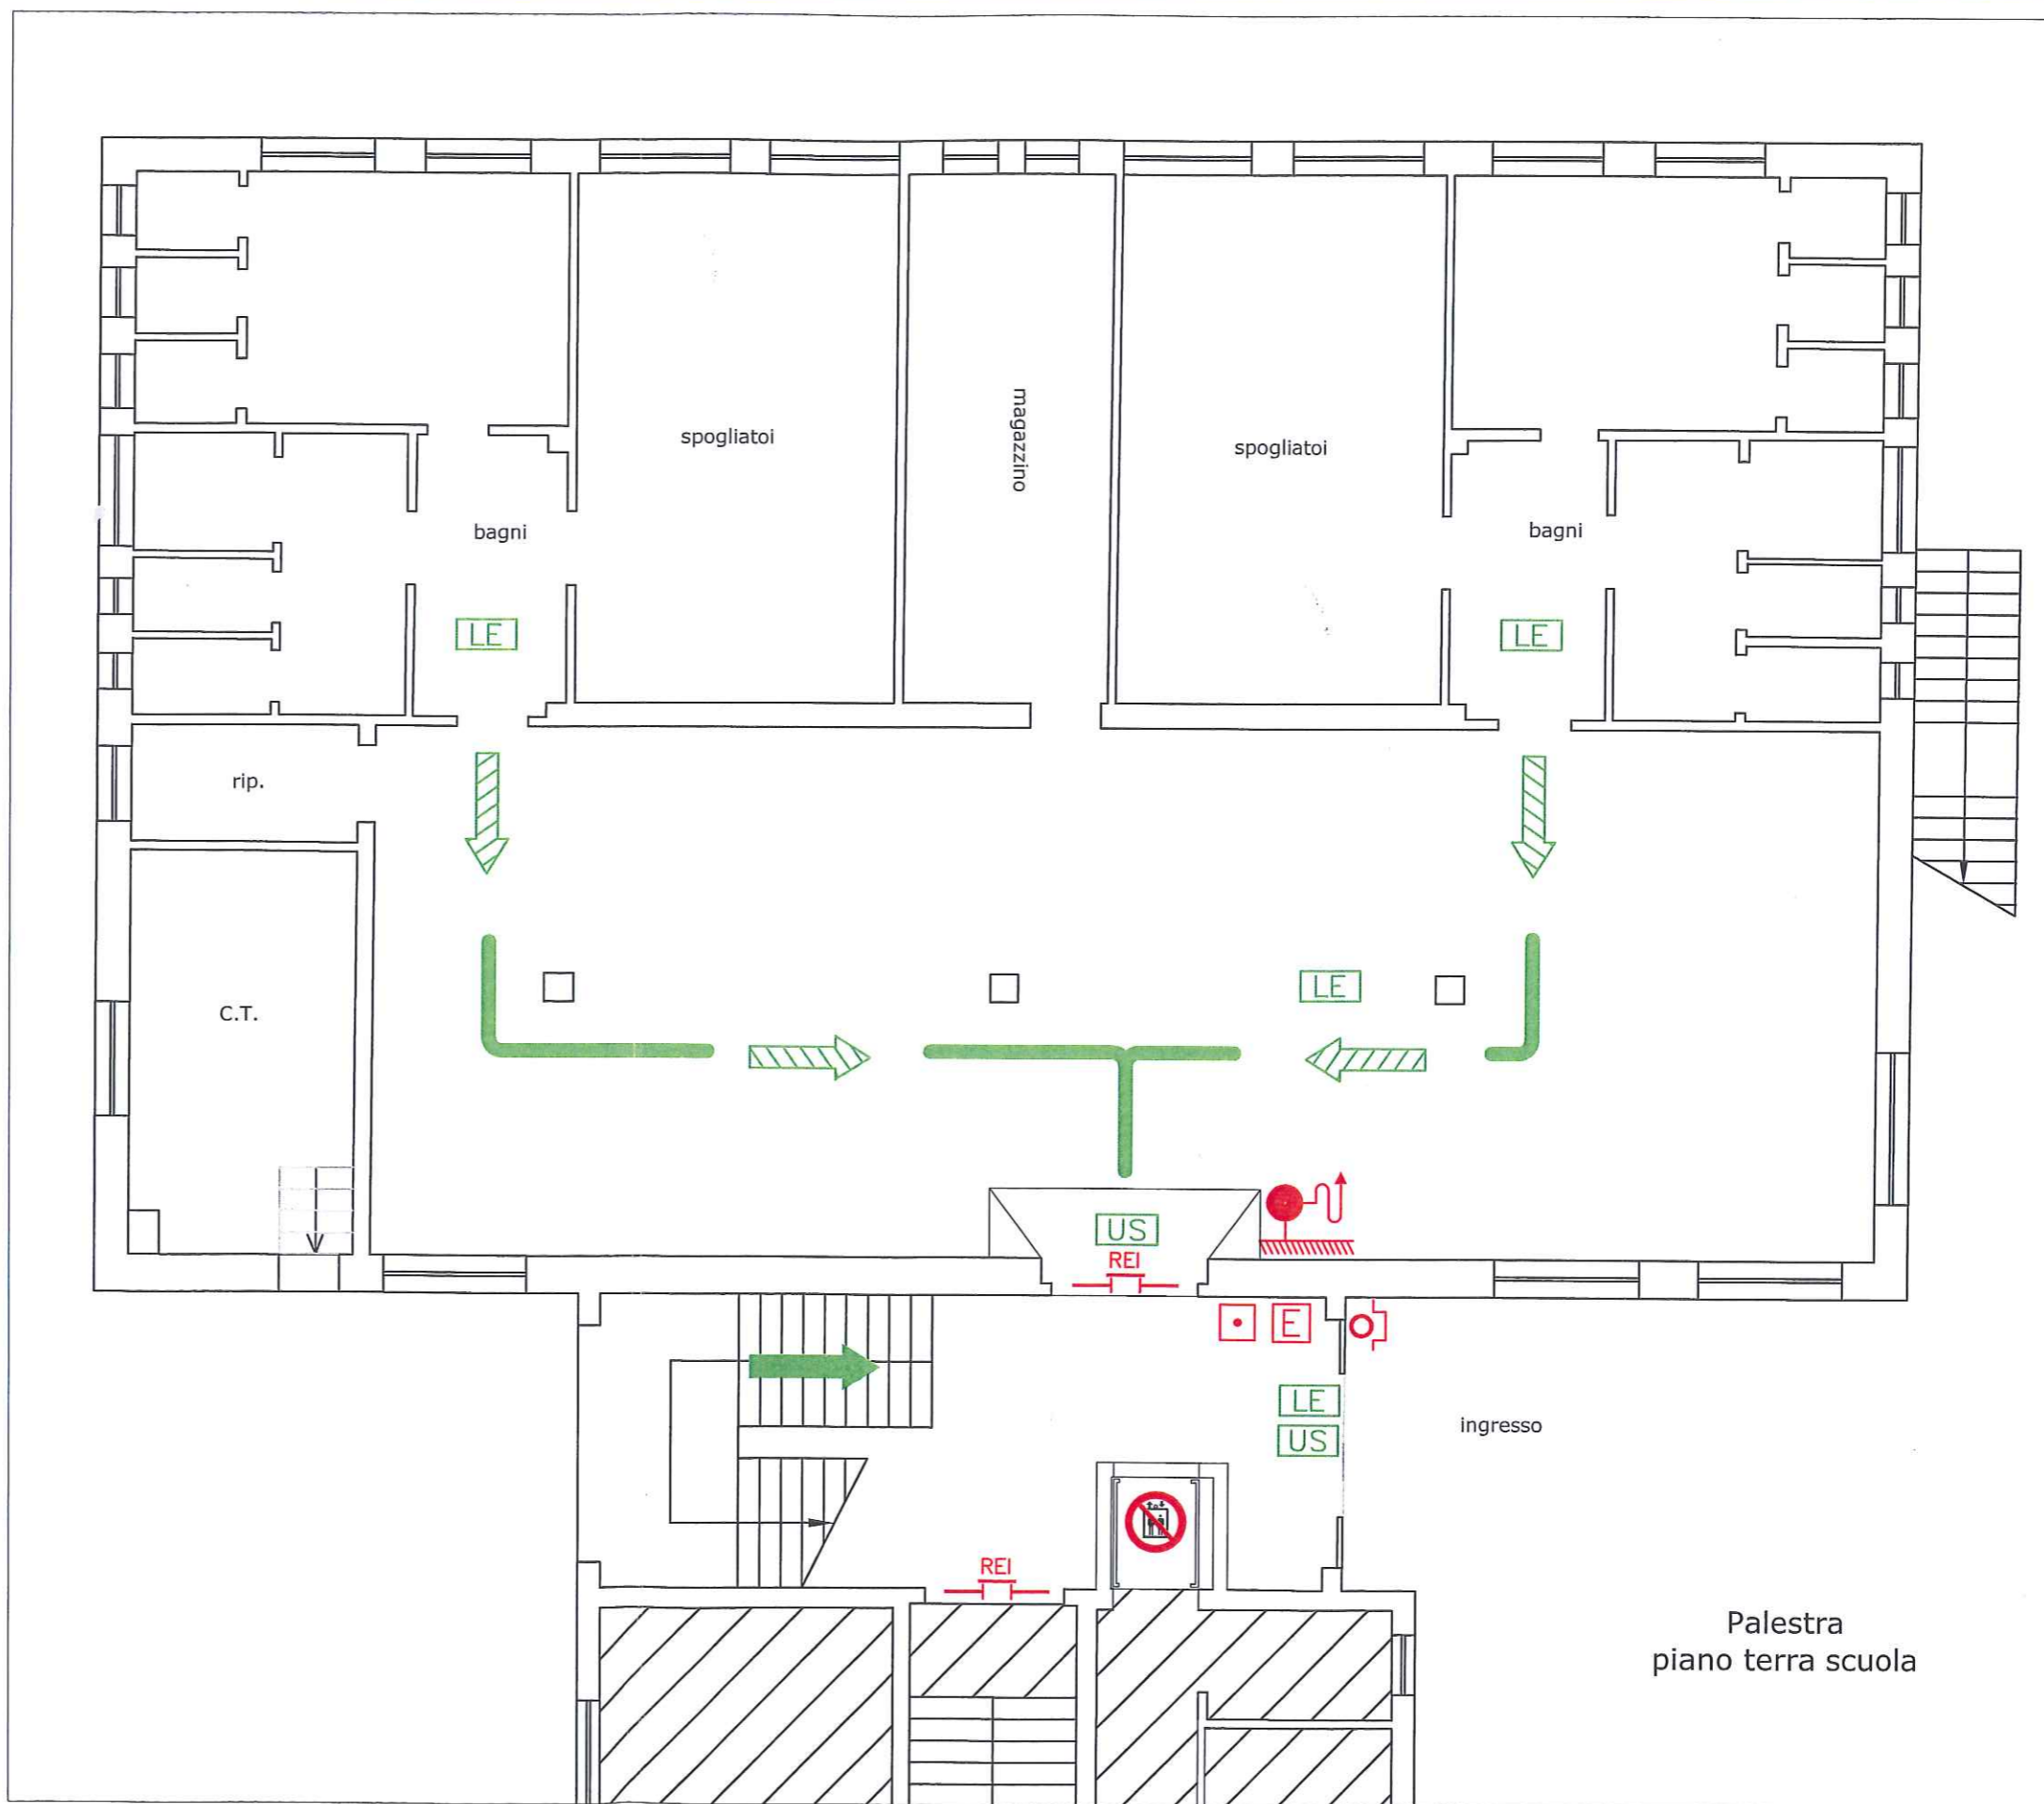 spogliatoi
magazzino
spogliatoi
bagni
bagni
LE
LE
rip.
C.T.
LE
US
REI
E
LE
US
ingresso
REI
Palestra
piano terra scuola